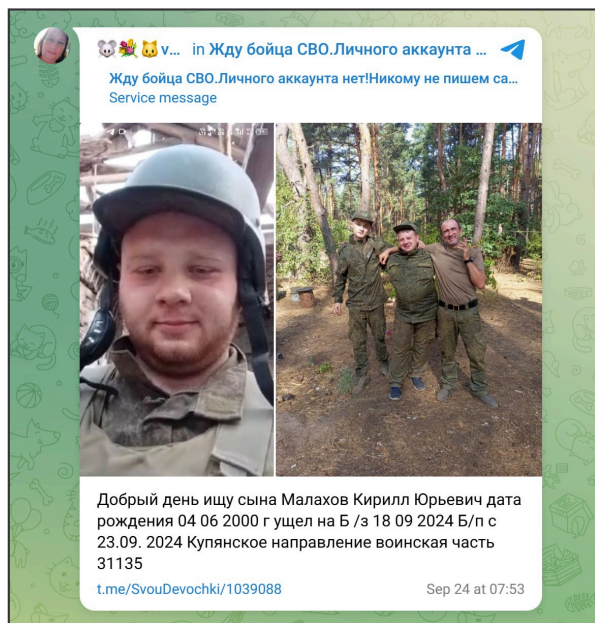 v... in Жду бойца СВО.Личного аккаунта ...
Жду бойца СВО.Личного аккаунта нет!Никому не пишем са...
Service message
Добрый день ищу сына Малахов Кирилл Юрьевич дата
рождения 04 06 2000 г ущел на Б /з 18 09 2024 Б/п с
23.09. 2024 Купянское направление воинская часть
31135
t.me/SvouDevochki/1039088
Sep 24 at 07:53